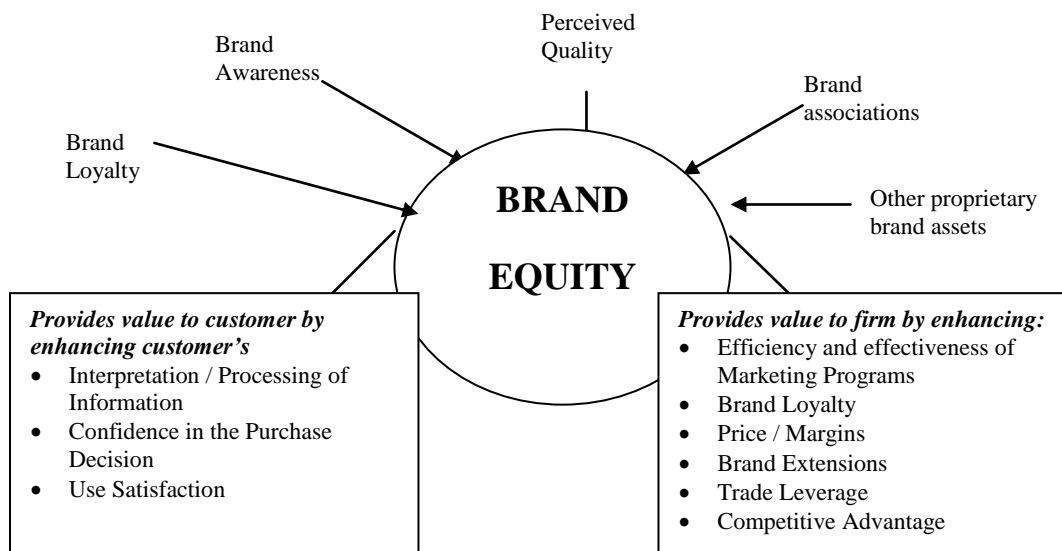 Perceived
Quality
Brand
Awareness
Brand
associations
Brand
Loyalty
Other proprietary
brand assets
BRAND
EQUITY
Provides value to customer by
enhancing customer’s
• Interpretation / Processing of
Information
• Confidence in the Purchase
Decision
• Use Satisfaction
Provides value to firm by enhancing:
• Efficiency and effectiveness of
Marketing Programs
• Brand Loyalty
• Price / Margins
• Brand Extensions
• Trade Leverage
• Competitive Advantage